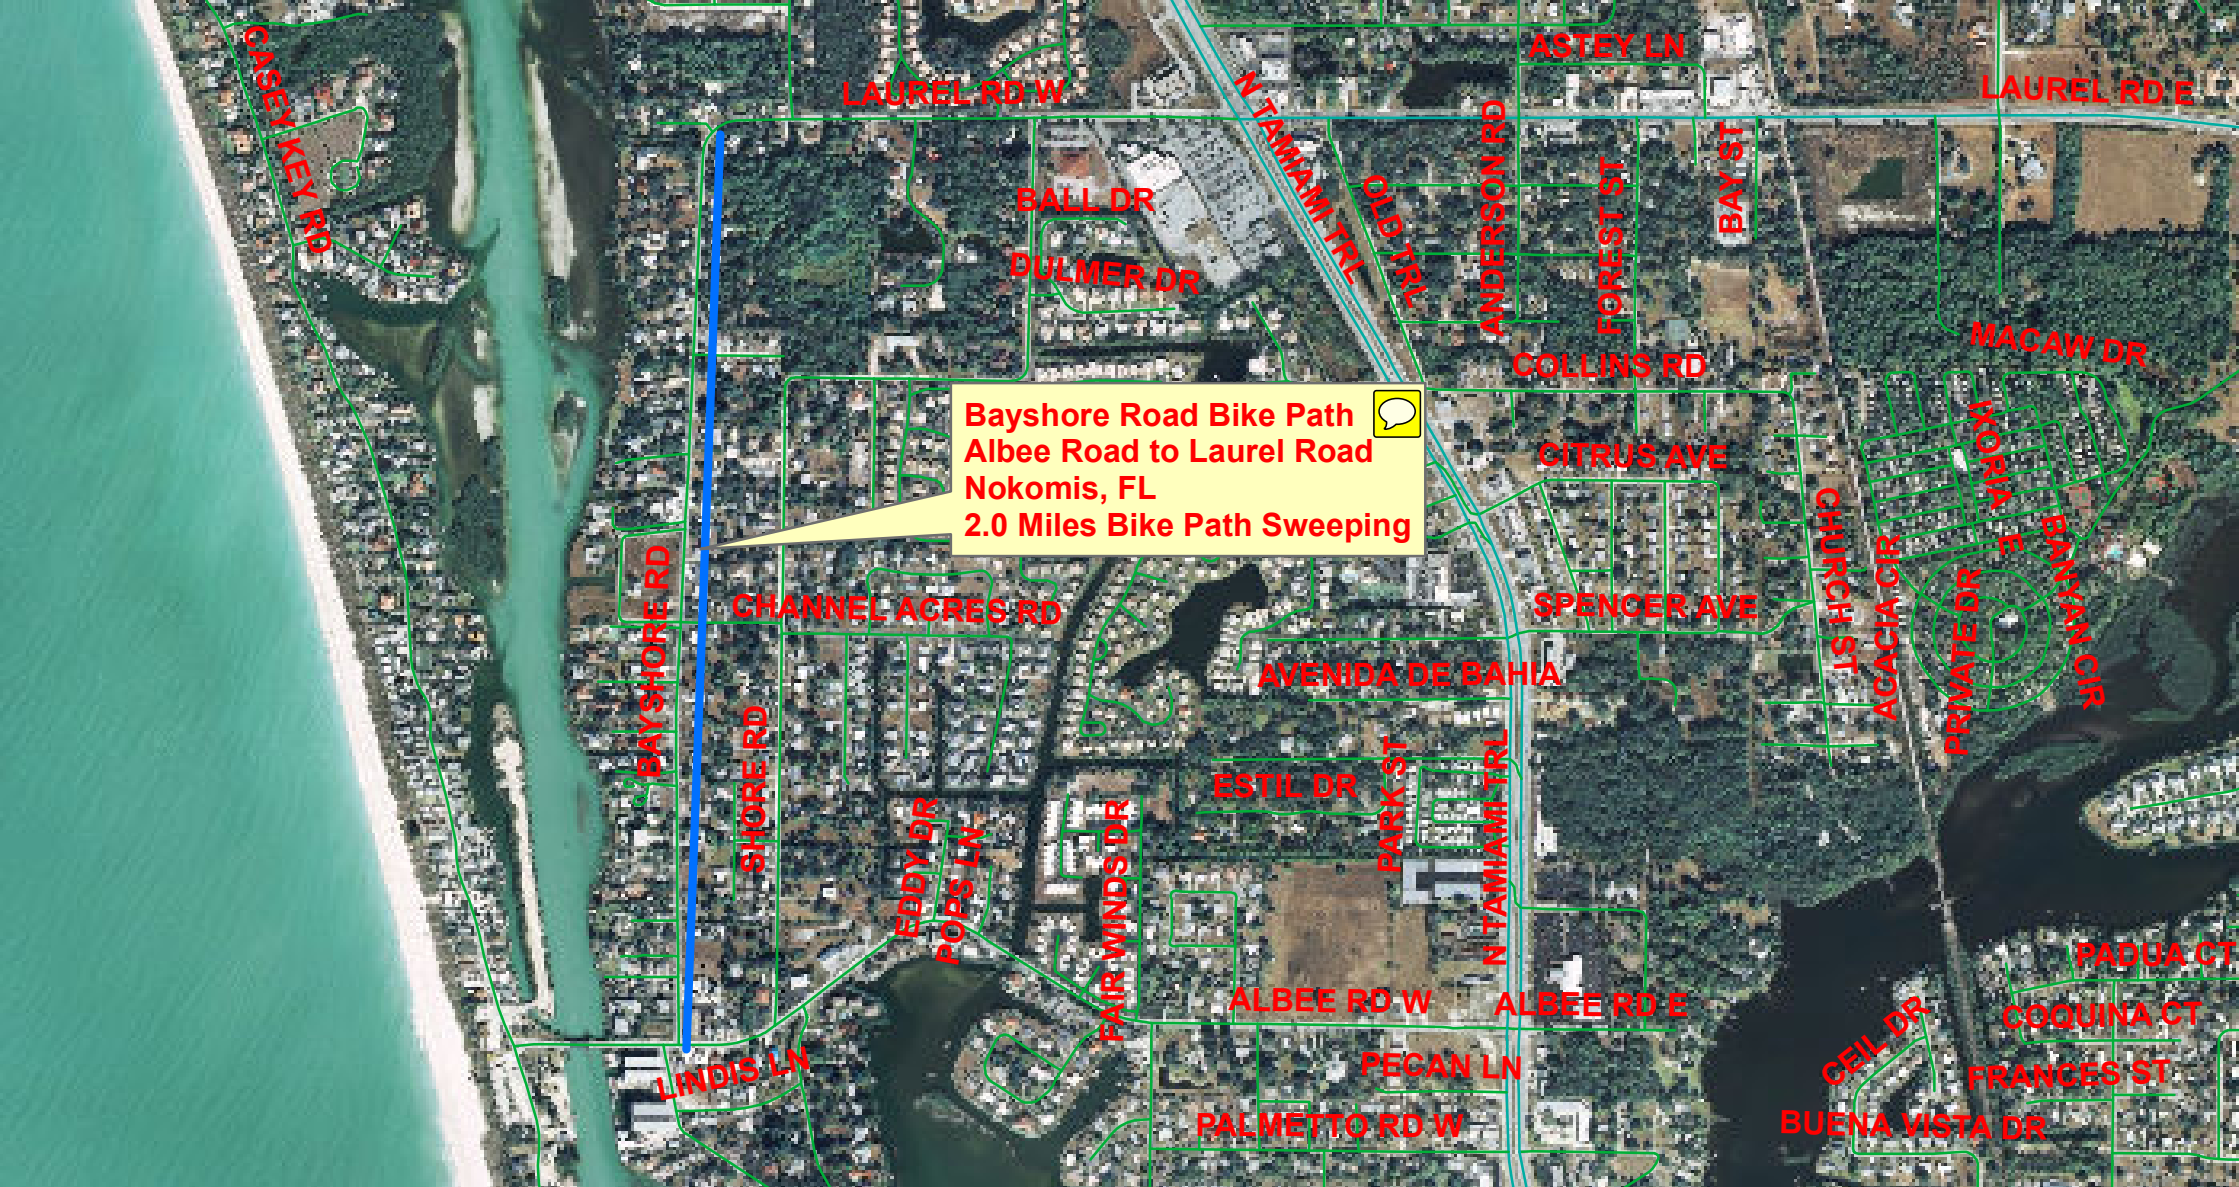 CASEY KEY RD
LAUREL RD W
ASTEY LN
LAUREL RD E
N TAMIAMI TRL
OLD TRL
ANDERSON RD
FOREST ST
BAY ST
BALL DR
DULMER DR
COLLINS RD
MACAW DR
Bayshore Road Bike Path
Albee Road to Laurel Road
Nokomis, FL
2.0 Miles Bike Path Sweeping
CITRUS AVE
IXORIA E
BANYAN CIR
CHURCH ST
ACACIA CIR
PRIVATE DR
BAYSHORE RD
CHANNEL ACRES RD
SPENCER AVE
AVENIDA DE BAHIA
SHORE RD
ESTIL DR
PARK ST
N TAMIAMI TRL
EDDY DR
POPS LN
FAIR WINDS DR
ALBEE RD W
ALBEE RD E
PADUA CT
COQUINA CT
CEIL DR
FRANCES ST
LINDIS LN
PECAN LN
PALMETTO RD W
BUENA VISTA DR